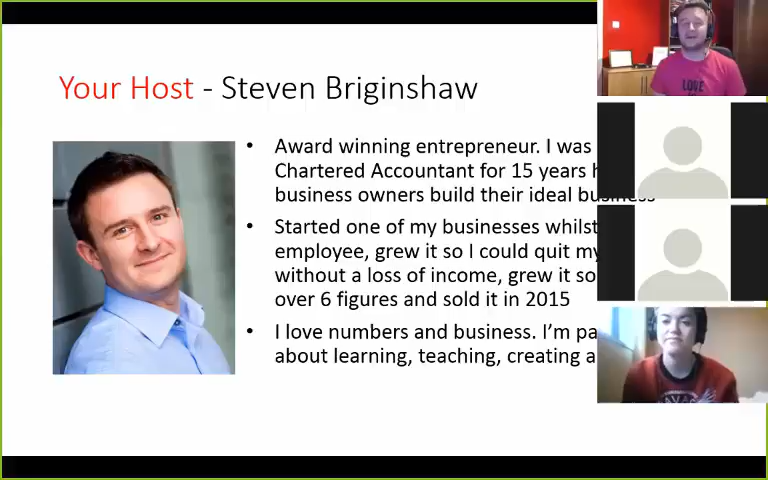 Your Host - Steven Briginshaw
• Award winning entrepreneur. I was
Chartered Accountant for 15 years
business owners build their ideal business
• Started one of my businesses whilst
employee, grew it so I could quit my
without a loss of income, grew it so
over 6 figures and sold it in 2015
• I love numbers and business. I'm
about learning, teaching, creating
LOVE